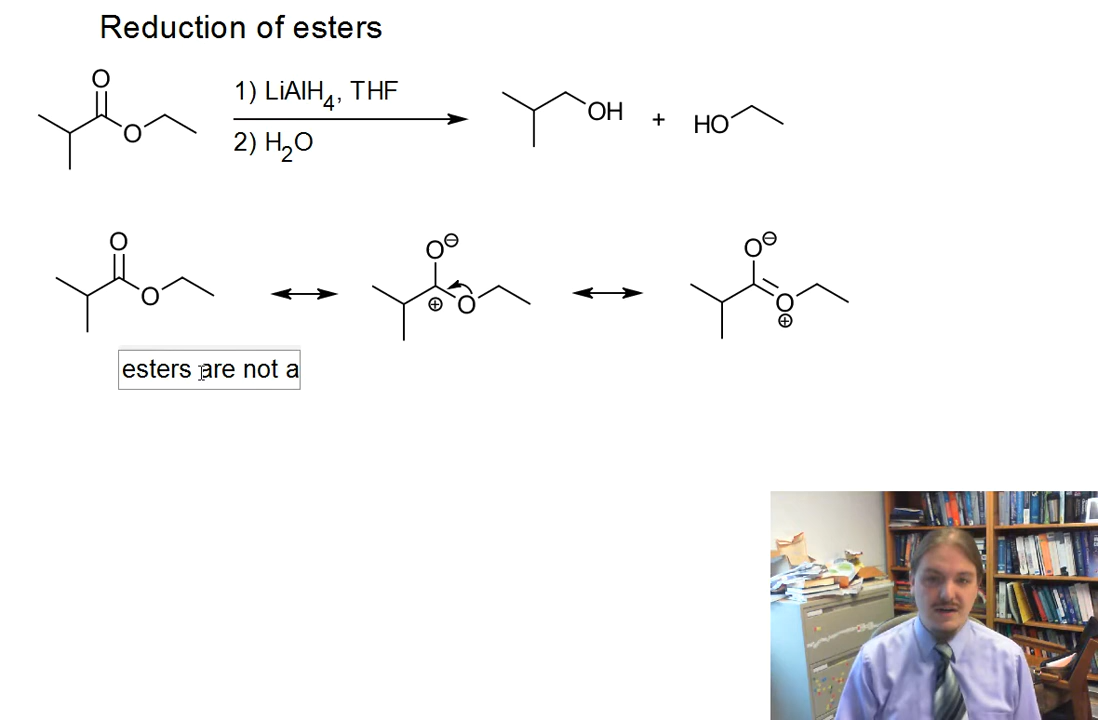 Reduction of esters
O
O
1) LiAlH4, THF
2) H2O
OH
+
HO
O
O
O⊖
⊕
O
O⊖
O
⊕
esters are not a